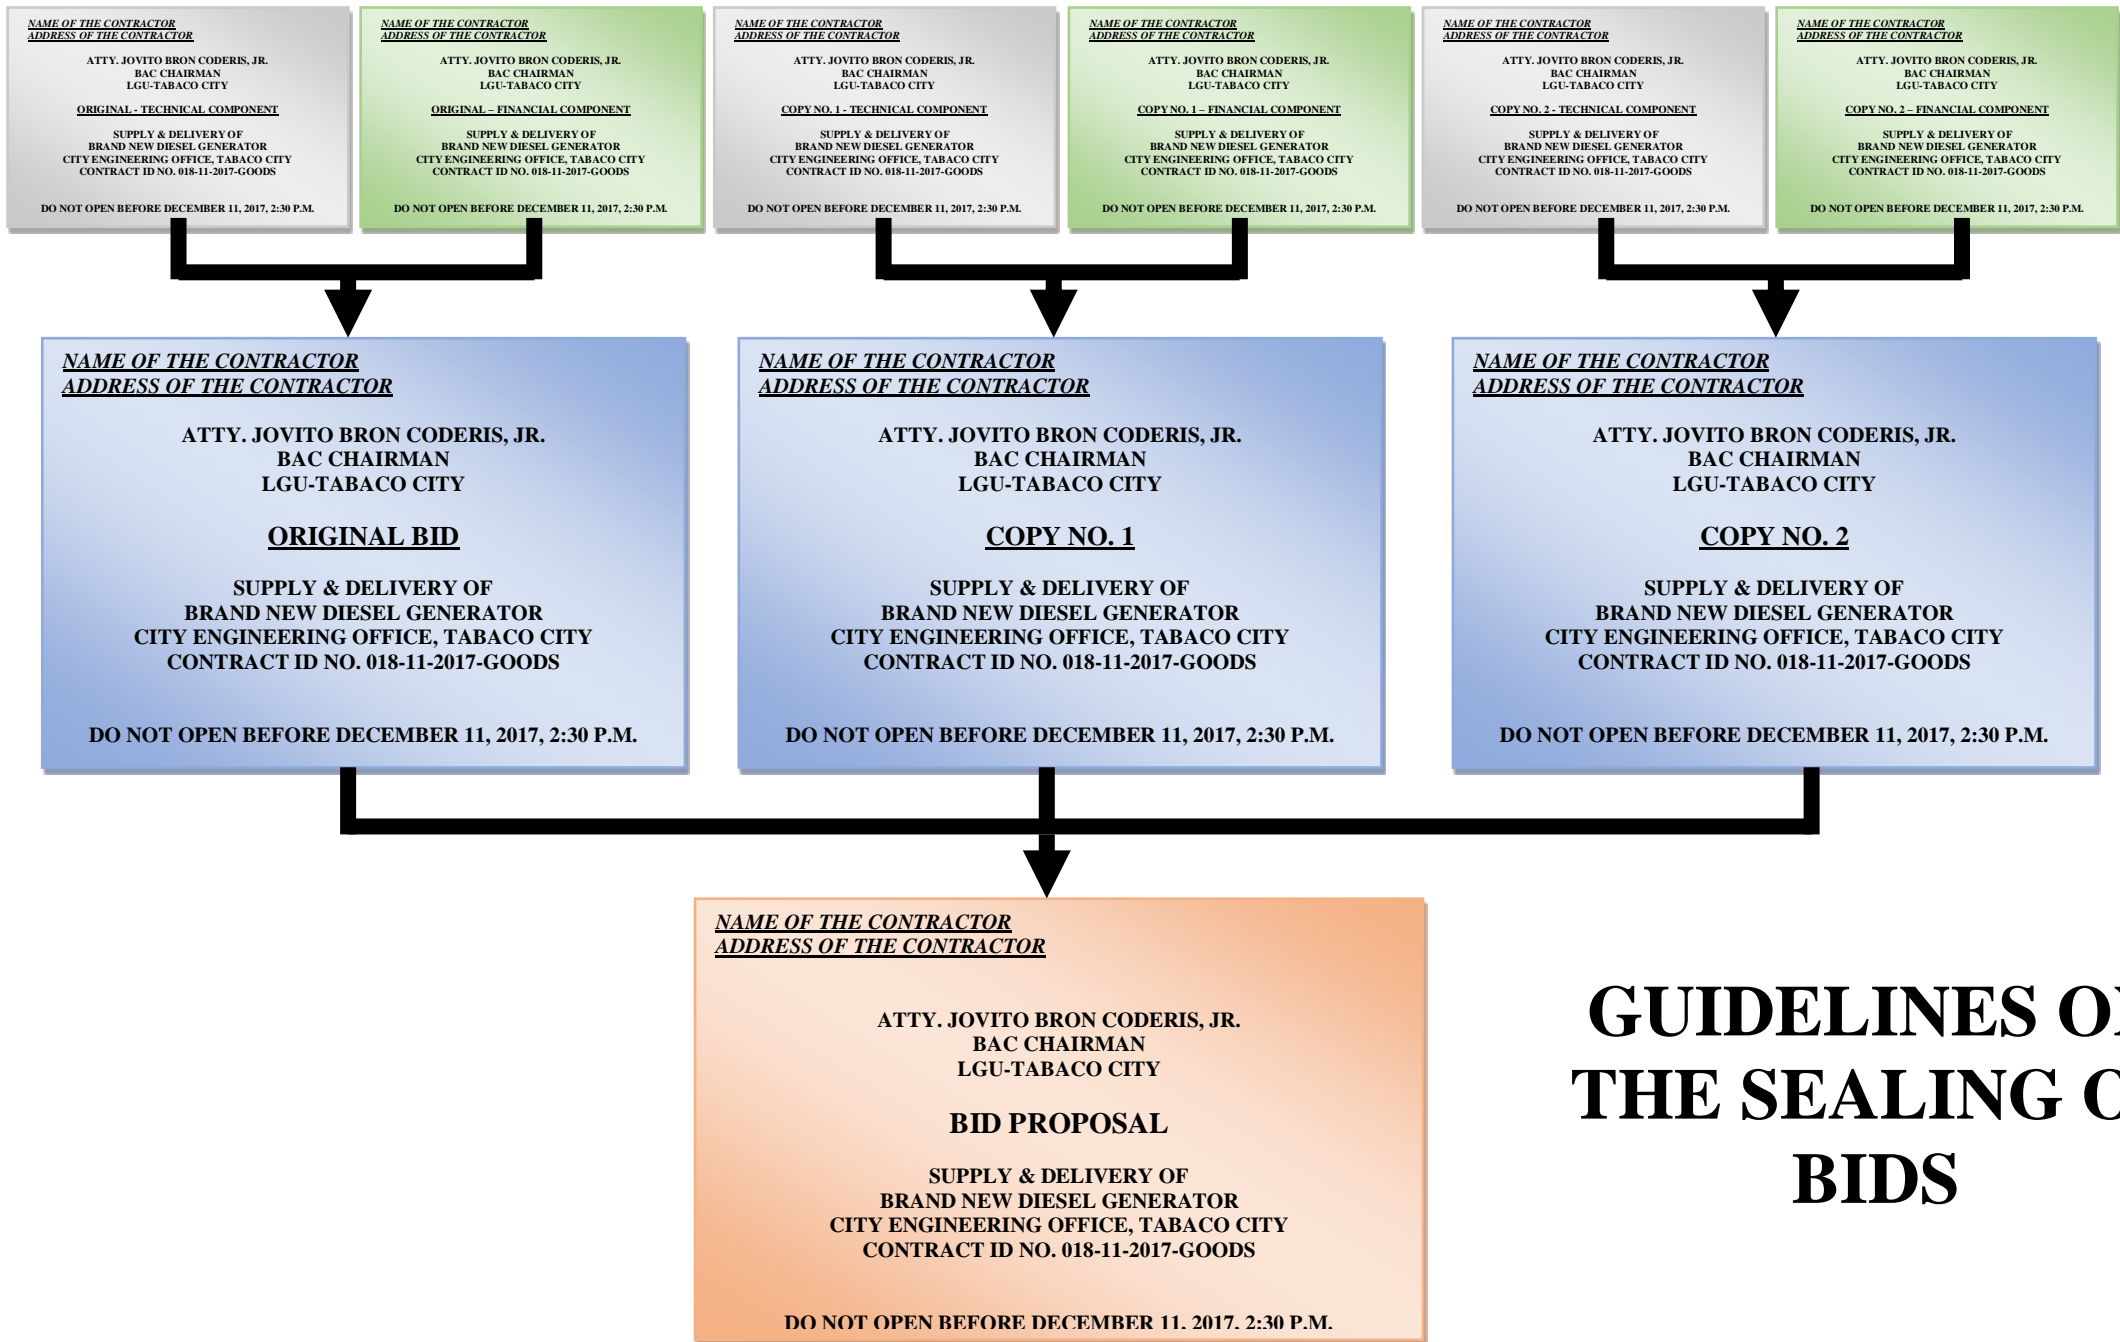 NAME OF THE CONTRACTOR
ADDRESS OF THE CONTRACTOR
ATTY. JOVITO BRON CODERIS, JR.
BAC CHAIRMAN
LGU-TABACO CITY
ORIGINAL - TECHNICAL COMPONENT
SUPPLY & DELIVERY OF
BRAND NEW DIESEL GENERATOR
CITY ENGINEERING OFFICE, TABACO CITY
CONTRACT ID NO. 018-11-2017-GOODS
DO NOT OPEN BEFORE DECEMBER 11, 2017, 2:30 P.M.
NAME OF THE CONTRACTOR
ADDRESS OF THE CONTRACTOR
ATTY. JOVITO BRON CODERIS, JR.
BAC CHAIRMAN
LGU-TABACO CITY
ORIGINAL – FINANCIAL COMPONENT
SUPPLY & DELIVERY OF
BRAND NEW DIESEL GENERATOR
CITY ENGINEERING OFFICE, TABACO CITY
CONTRACT ID NO. 018-11-2017-GOODS
DO NOT OPEN BEFORE DECEMBER 11, 2017, 2:30 P.M.
NAME OF THE CONTRACTOR
ADDRESS OF THE CONTRACTOR
ATTY. JOVITO BRON CODERIS, JR.
BAC CHAIRMAN
LGU-TABACO CITY
COPY NO. 1 - TECHNICAL COMPONENT
SUPPLY & DELIVERY OF
BRAND NEW DIESEL GENERATOR
CITY ENGINEERING OFFICE, TABACO CITY
CONTRACT ID NO. 018-11-2017-GOODS
DO NOT OPEN BEFORE DECEMBER 11, 2017, 2:30 P.M.
NAME OF THE CONTRACTOR
ADDRESS OF THE CONTRACTOR
ATTY. JOVITO BRON CODERIS, JR.
BAC CHAIRMAN
LGU-TABACO CITY
COPY NO. 1 – FINANCIAL COMPONENT
SUPPLY & DELIVERY OF
BRAND NEW DIESEL GENERATOR
CITY ENGINEERING OFFICE, TABACO CITY
CONTRACT ID NO. 018-11-2017-GOODS
DO NOT OPEN BEFORE DECEMBER 11, 2017, 2:30 P.M.
NAME OF THE CONTRACTOR
ADDRESS OF THE CONTRACTOR
ATTY. JOVITO BRON CODERIS, JR.
BAC CHAIRMAN
LGU-TABACO CITY
COPY NO. 2 - TECHNICAL COMPONENT
SUPPLY & DELIVERY OF
BRAND NEW DIESEL GENERATOR
CITY ENGINEERING OFFICE, TABACO CITY
CONTRACT ID NO. 018-11-2017-GOODS
DO NOT OPEN BEFORE DECEMBER 11, 2017, 2:30 P.M.
NAME OF THE CONTRACTOR
ADDRESS OF THE CONTRACTOR
ATTY. JOVITO BRON CODERIS, JR.
BAC CHAIRMAN
LGU-TABACO CITY
COPY NO. 2 – FINANCIAL COMPONENT
SUPPLY & DELIVERY OF
BRAND NEW DIESEL GENERATOR
CITY ENGINEERING OFFICE, TABACO CITY
CONTRACT ID NO. 018-11-2017-GOODS
DO NOT OPEN BEFORE DECEMBER 11, 2017, 2:30 P.M.
NAME OF THE CONTRACTOR
ADDRESS OF THE CONTRACTOR
ATTY. JOVITO BRON CODERIS, JR.
BAC CHAIRMAN
LGU-TABACO CITY
ORIGINAL BID
SUPPLY & DELIVERY OF
BRAND NEW DIESEL GENERATOR
CITY ENGINEERING OFFICE, TABACO CITY
CONTRACT ID NO. 018-11-2017-GOODS
DO NOT OPEN BEFORE DECEMBER 11, 2017, 2:30 P.M.
NAME OF THE CONTRACTOR
ADDRESS OF THE CONTRACTOR
ATTY. JOVITO BRON CODERIS, JR.
BAC CHAIRMAN
LGU-TABACO CITY
COPY NO. 1
SUPPLY & DELIVERY OF
BRAND NEW DIESEL GENERATOR
CITY ENGINEERING OFFICE, TABACO CITY
CONTRACT ID NO. 018-11-2017-GOODS
DO NOT OPEN BEFORE DECEMBER 11, 2017, 2:30 P.M.
NAME OF THE CONTRACTOR
ADDRESS OF THE CONTRACTOR
ATTY. JOVITO BRON CODERIS, JR.
BAC CHAIRMAN
LGU-TABACO CITY
COPY NO. 2
SUPPLY & DELIVERY OF
BRAND NEW DIESEL GENERATOR
CITY ENGINEERING OFFICE, TABACO CITY
CONTRACT ID NO. 018-11-2017-GOODS
DO NOT OPEN BEFORE DECEMBER 11, 2017, 2:30 P.M.
NAME OF THE CONTRACTOR
ADDRESS OF THE CONTRACTOR
ATTY. JOVITO BRON CODERIS, JR.
BAC CHAIRMAN
LGU-TABACO CITY
BID PROPOSAL
SUPPLY & DELIVERY OF
BRAND NEW DIESEL GENERATOR
CITY ENGINEERING OFFICE, TABACO CITY
CONTRACT ID NO. 018-11-2017-GOODS
DO NOT OPEN BEFORE DECEMBER 11, 2017, 2:30 P.M.
GUIDELINES
THE SEALING
BIDS